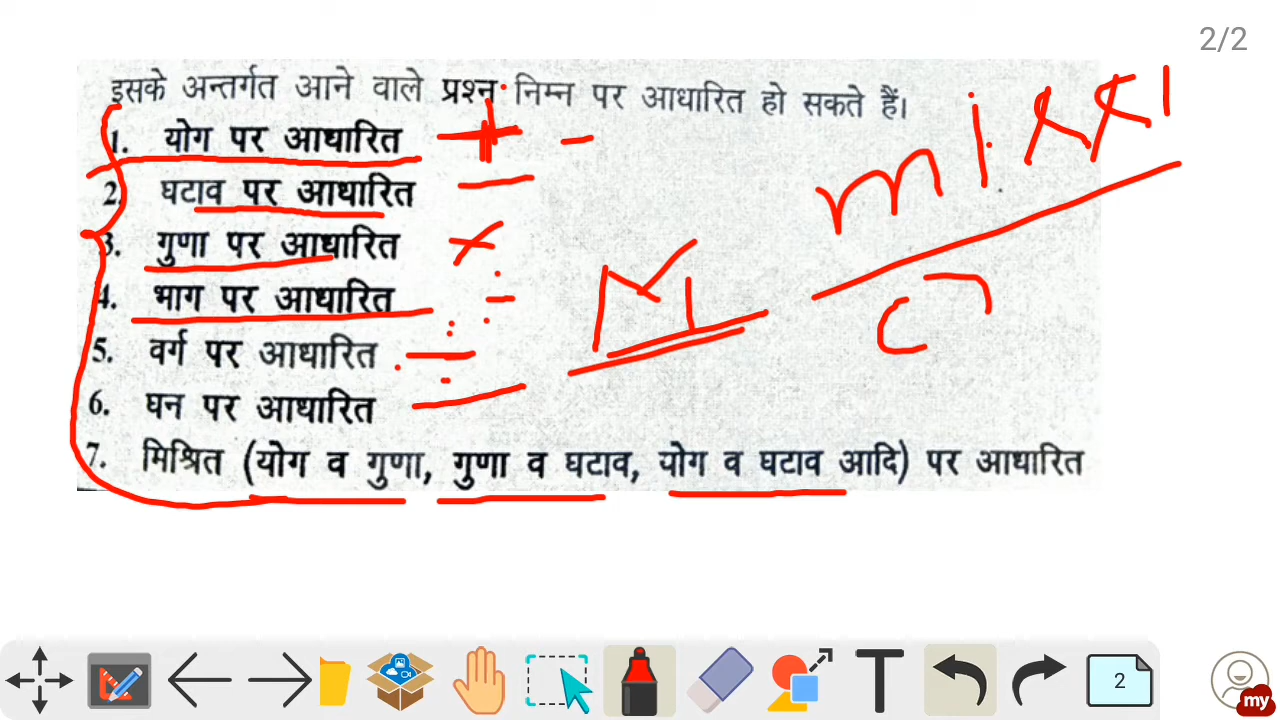 2/2
इसके अन्तर्गत आने वाले प्रश्न निम्न पर आधारित हो सकते हैं।
1. योग पर आधारित + -
2. घटाव पर आधारित
3. गुणा पर आधारित ×
4. भाग पर आधारित ÷
5. वर्ग पर आधारित
6. घन पर आधारित
7. मिश्रित (योग व गुणा, गुणा व घटाव, योग व घटाव आदि) पर आधारित
M
T
2
my